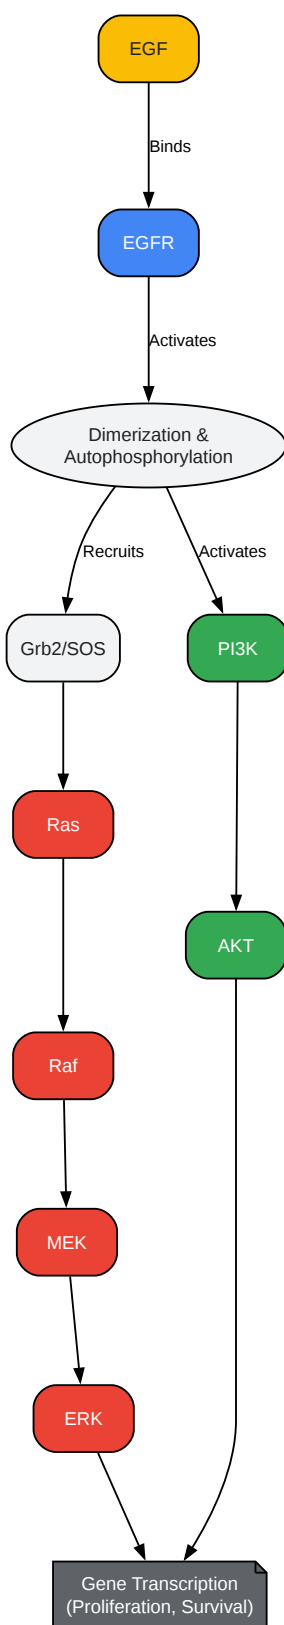 EGF
Binds
EGFR
Activates
Dimerization &
Autophosphorylation
Recruits
Activates
Grb2/SOS
PI3K
Ras
AKT
Raf
MEK
ERK
Gene Transcription
(Proliferation, Survival)